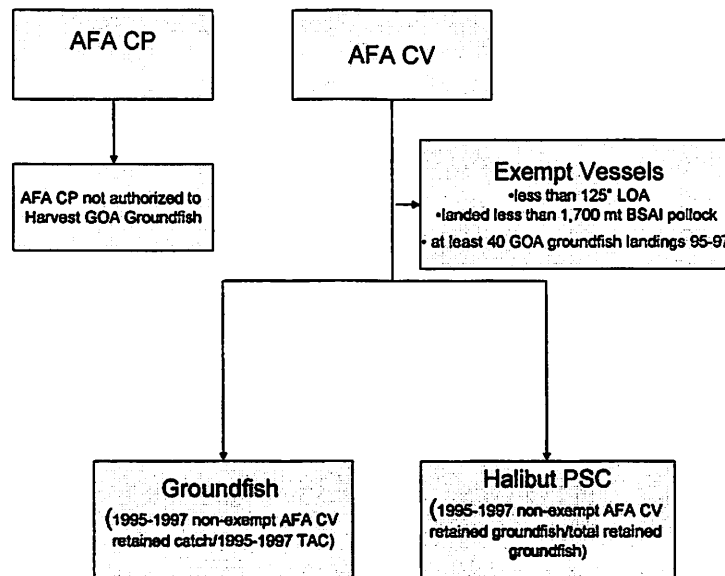 AFA CP
AFA CV
AFA CP not authorized to
Harvest GOA Groundfish
Exempt Vessels
•less than 125" LOA
•landed less than 1,700 mt BSAI pollock
• at least 40 GOA groundfish landings 95-97
Groundfish
(1995-1997 non-exempt AFA CV
retained catch/1995-1997 TAC)
Halibut PSC
(1995-1997 non-exempt AFA CV
retained groundfish/total retained
groundfish)